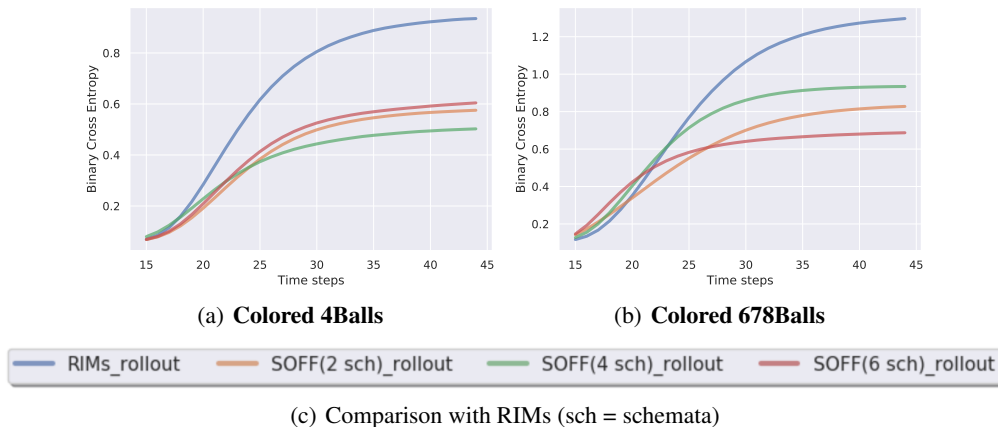 Binary Cross Entropy
0.8
0.6
0.4
0.2
15 20 25 30 35 40 45
Time steps
(a) Colored 4Balls
Binary Cross Entropy
1.2
1.0
0.8
0.6
0.4
0.2
15 20 25 30 35 40 45
Time steps
(b) Colored 678Balls
RIMs_rollout SOFF(2 sch)_rollout SOFF(4 sch)_rollout SOFF(6 sch)_rollout
(c) Comparison with RIMs (sch = schemata)